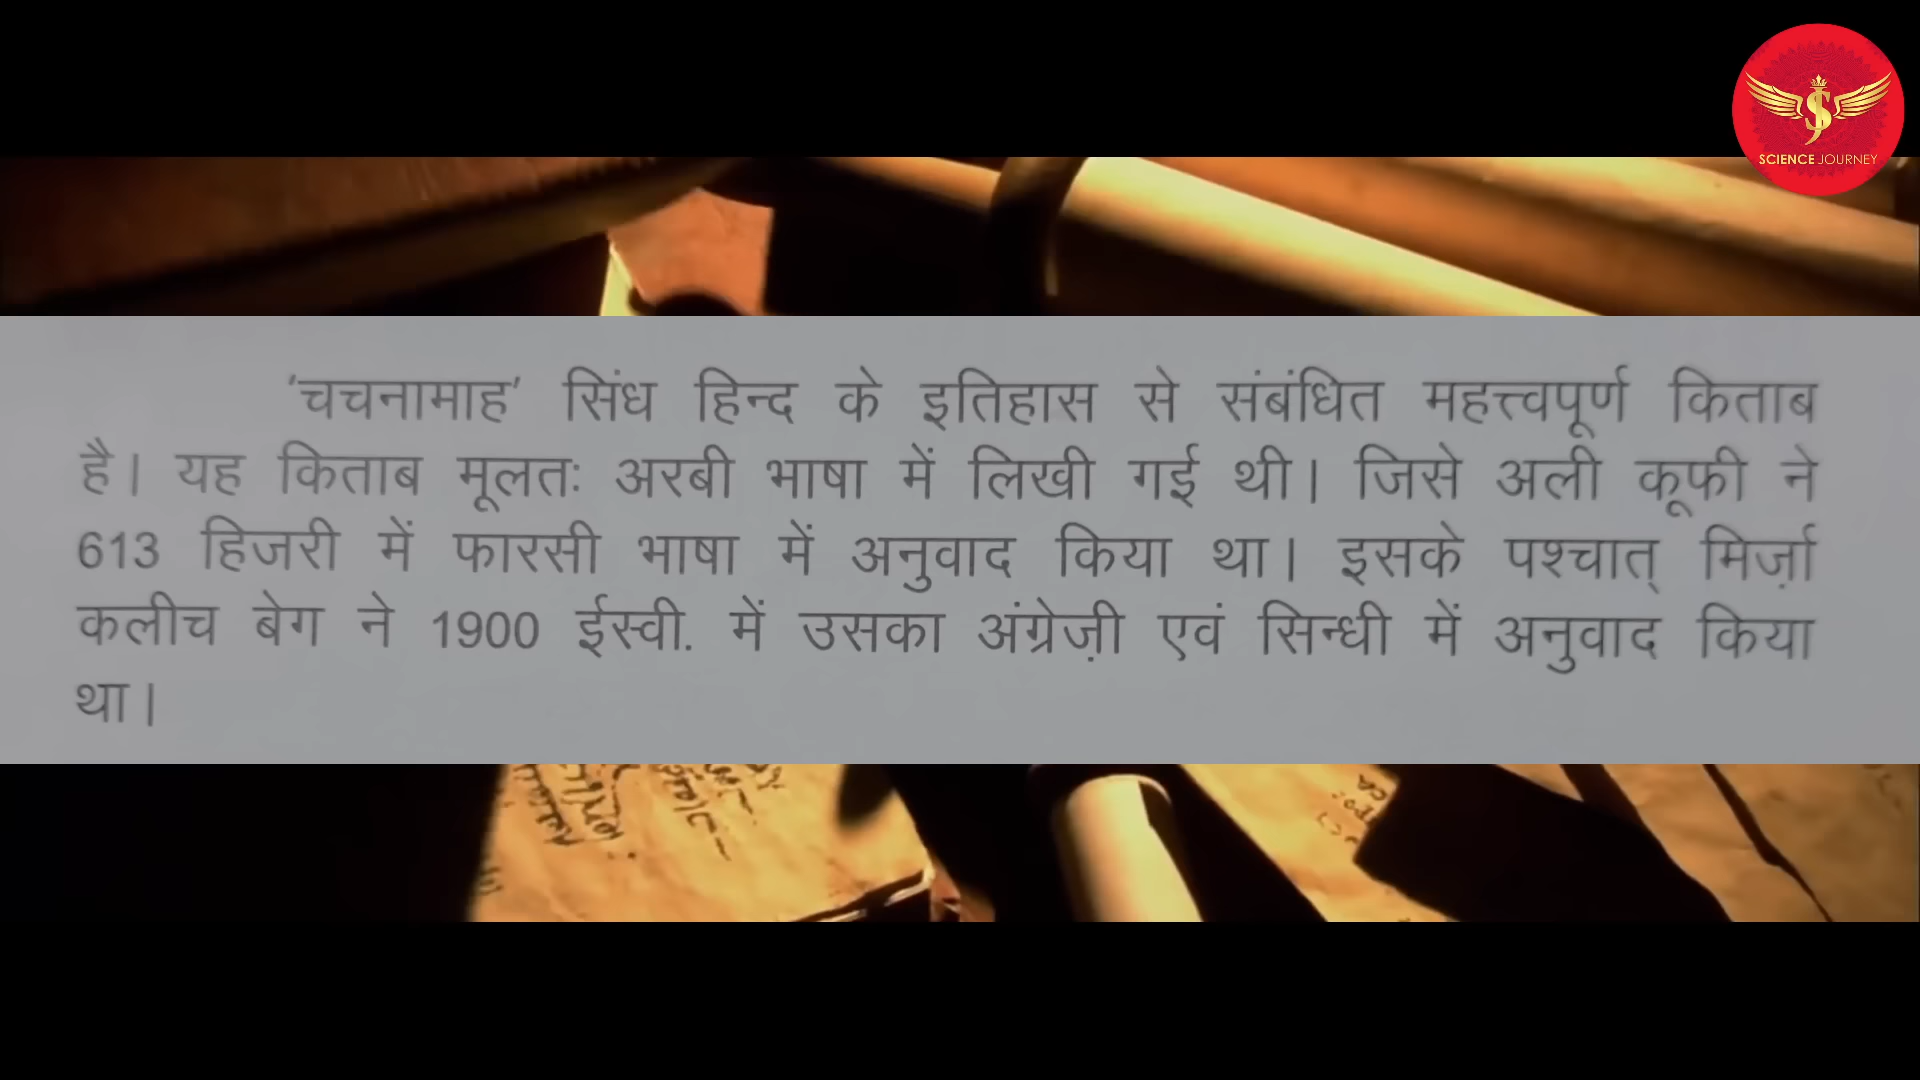 SCIENCE JOURNEY
'चचनामाह' सिंध हिन्द के इतिहास से संबंधित महत्त्वपूर्ण किताब
है। यह किताब मूलतः अरबी भाषा में लिखी गई थी। जिसे अली कूफी ने
613 हिजरी में फारसी भाषा में अनुवाद किया था। इसके पश्चात् मिर्ज़ा
कलीच बेग ने 1900 ईस्वी. में उसका अंग्रेज़ी एवं सिन्धी में अनुवाद किया
था।